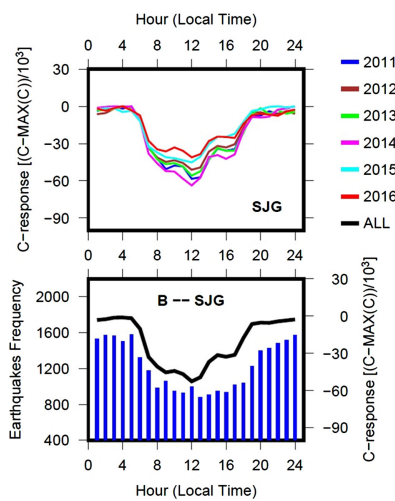 Hour (Local Time)
0 4 8 12 16 20 24
30
0
−30
−60
−90
C−response [(C−MAX(C))/10³]
SJG
2011
2012
2013
2014
2015
2016
ALL
B −− SJG
2000
1600
1200
800
400
Earthquakes Frequency
30
0
−30
−60
−90
C−response [(C−MAX(C))/10³]
0 4 8 12 16 20 24
Hour (Local Time)